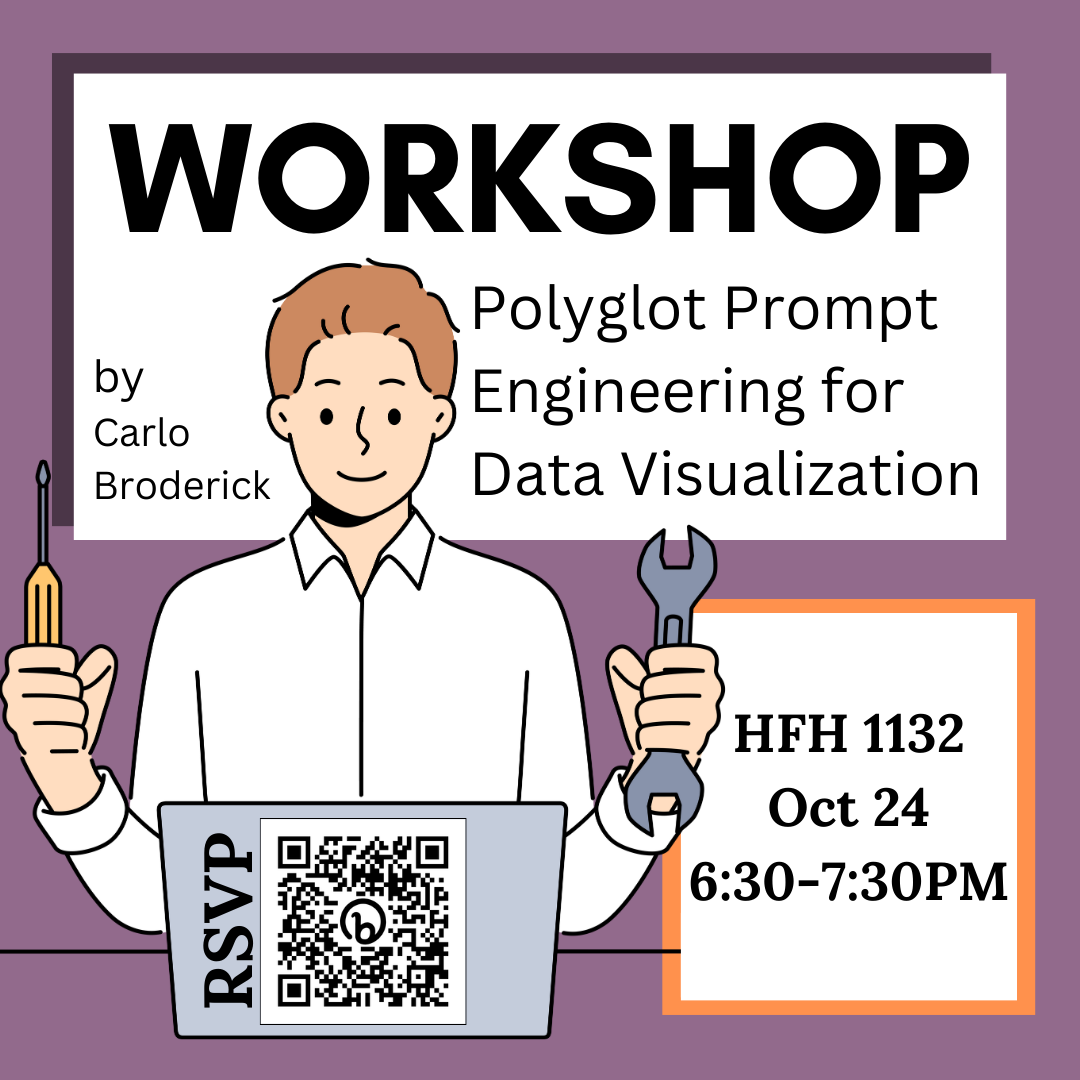 WORKSHOP
Polyglot Prompt
Engineering for
Data Visualization
by
Carlo
Broderick
HFH 1132
Oct 24
6:30-7:30PM
RSVP
b